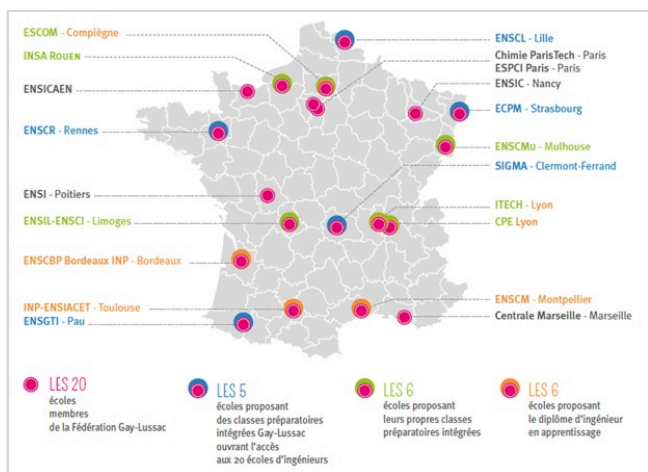 ESCOM - Compiègne
INSA ROUEN
ENSICAEN
ENSCR - Rennes
ENSI - Poitiers
ENSIL-ENSCI - Limoges
ENSCBP Bordeaux INP - Bordeaux
INP-ENSIACET - Toulouse
ENSGTI - Pau
ENSCL - Lille
Chimie ParisTech - Paris
ESPCI Paris - Paris
ENSIC - Nancy
ECPM - Strasbourg
ENSCMu - Mulhouse
SIGMA - Clermont-Ferrand
ITECH - Lyon
CPE Lyon
ENSCM - Montpellier
Centrale Marseille - Marseille
LES 20
écoles
membres
de la Fédération Gay-Lussac
LES 5
écoles proposant
des classes préparatoires
intégrées Gay-Lussac
ouvrant l'accès
aux 20 écoles d'ingénieurs
LES 6
écoles proposant
leurs propres classes
préparatoires intégrées
LES 6
écoles proposant
le diplôme d'ingénieur
en apprentissage